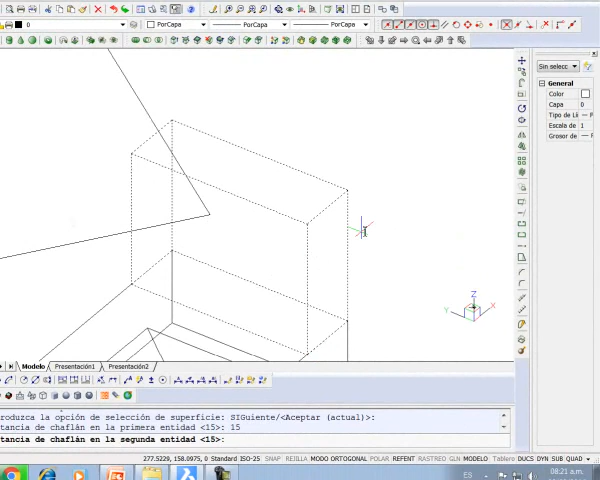 0
PorCapa
PorCapa
PorCapa
Sin selecc
General
Color
Capa 0
Tipo de Lí
Escala de 1
Grosor de
Z
Y
X
Modelo
Presentación1
Presentación2
roduzca la opción de selección de superficie: SIGuiente/<Aceptar (actual)>:
tancia de chaflán en la primera entidad <15>: 15
tancia de chaflán en la segunda entidad <15>:
277.5229, 158.0975, 0 Standard ISO-25 SNAP REJILLA MODO ORTOGONAL POLAR REFENT RASTREO GLN MODELO Tablero DUCS DYN SUB QUAD
ES
08:21 a.m.